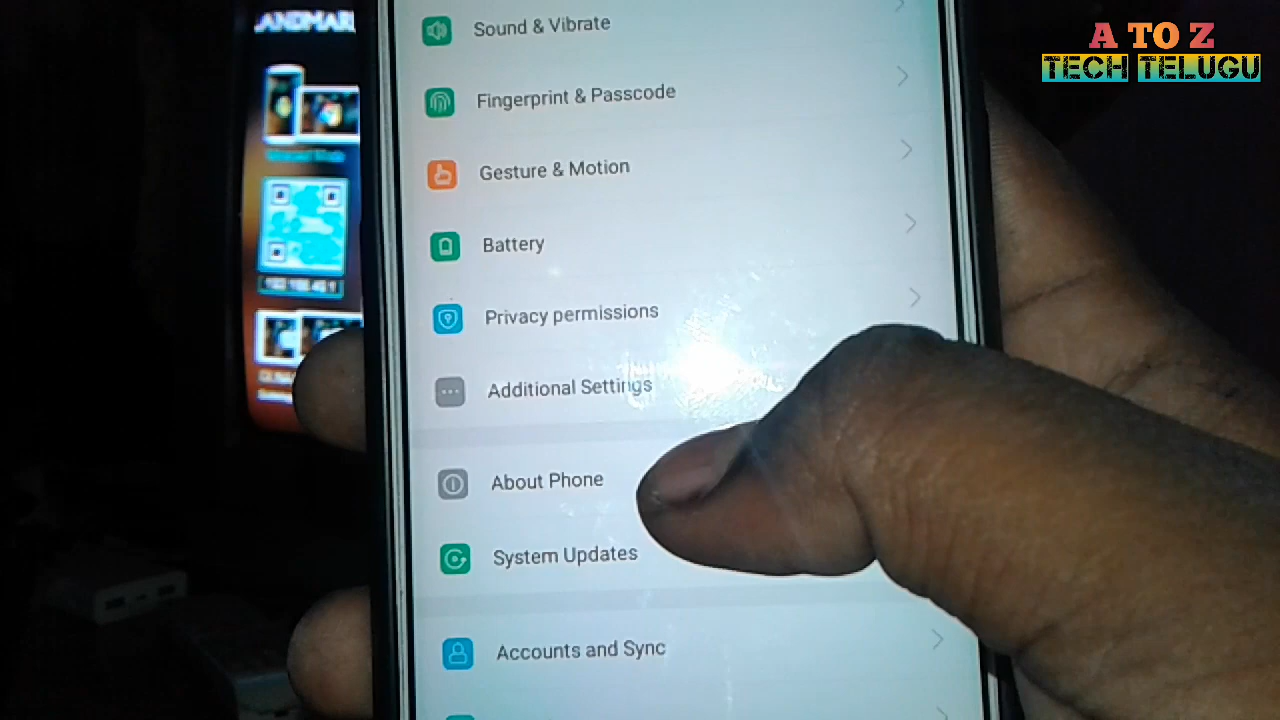 A TO Z
TECH TELUGU
Sound & Vibrate
Fingerprint & Passcode
Gesture & Motion
Battery
Privacy permissions
Additional Settings
About Phone
System Updates
Accounts and Sync